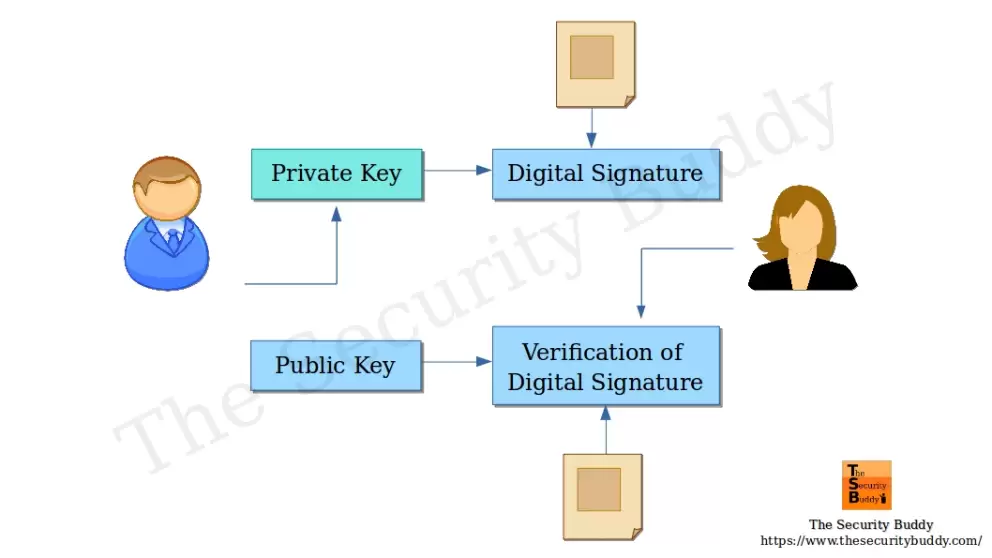 Private Key
Digital Signature
Public Key
Verification of
Digital Signature
The Security Buddy
The
Security
Buddy
The Security Buddy
https://www.thesecuritybuddy.com/